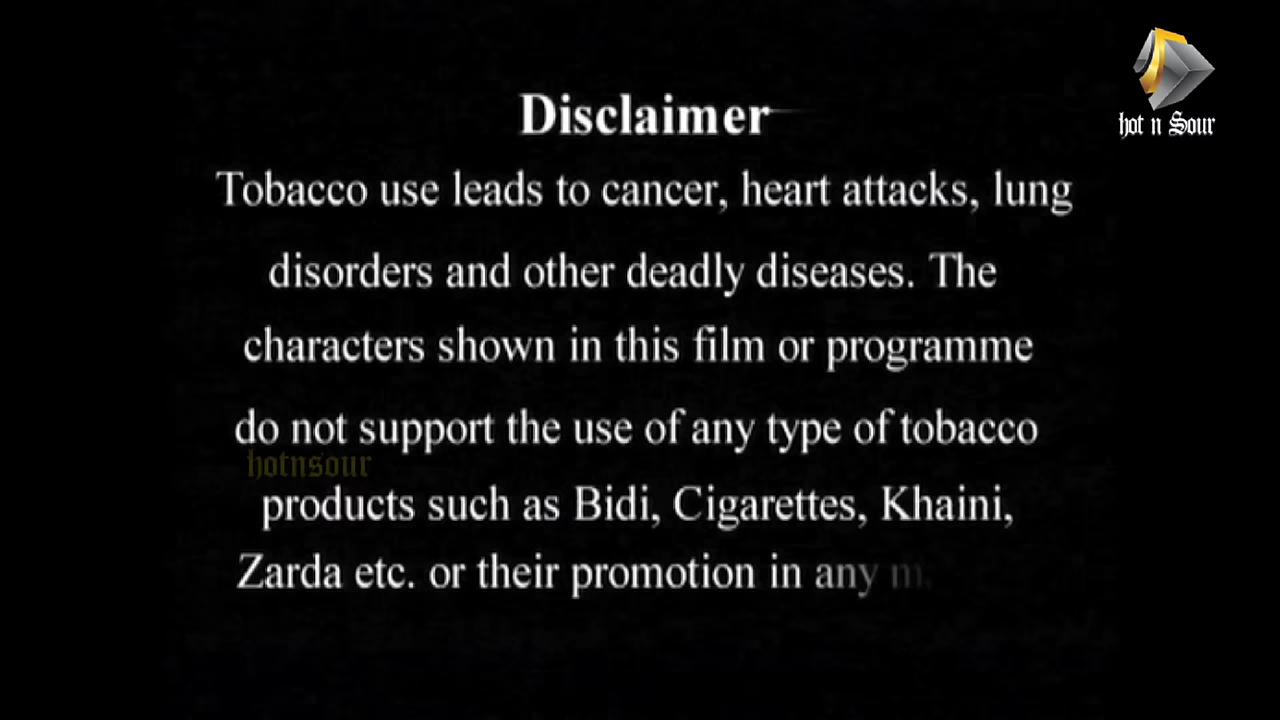 hot n Sour
Disclaimer
Tobacco use leads to cancer, heart attacks, lung
disorders and other deadly diseases. The
characters shown in this film or programme
do not support the use of any type of tobacco
hotnsour
products such as Bidi, Cigarettes, Khaini,
Zarda etc. or their promotion in any